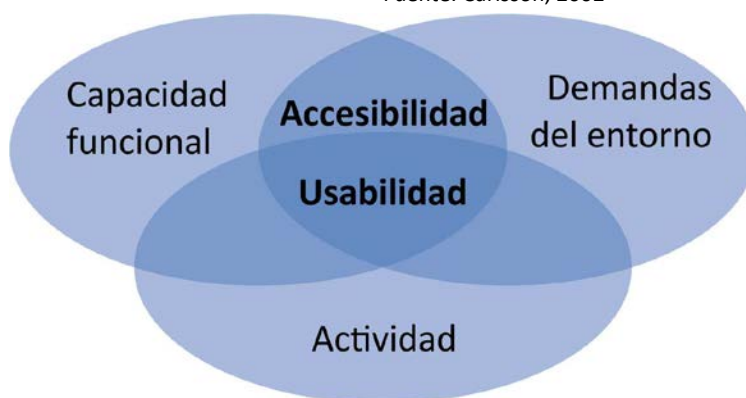 Capacidad
funcional
Accesibilidad
Demandas
del entorno
Usabilidad
Actividad